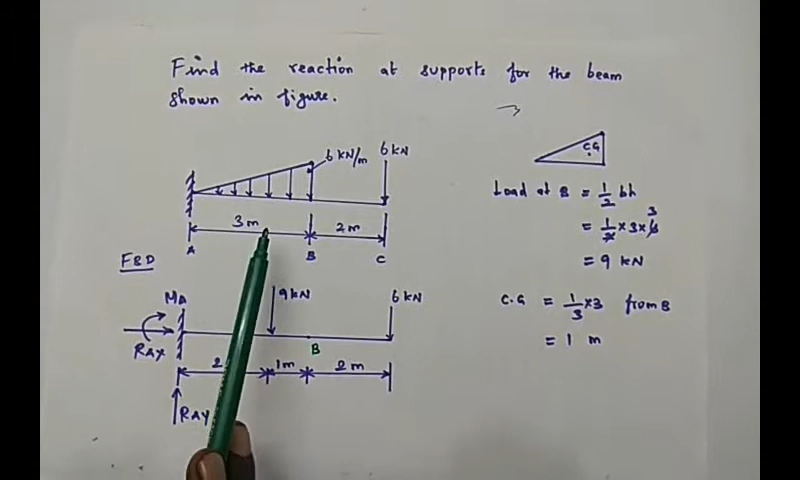 Find the reaction at supports for the beam
shown in figure.
6 kN/m 6 kN
3 m 2 m
A B C
C.G
Load at B = 1/2 bh
= 1/2 × 3 × 6 3
= 9 kN
C.G = 1/3 × 3 from B
= 1 m
FBD
MA 9 kN 6 kN
RAX B
2 1m 2 m
RAY